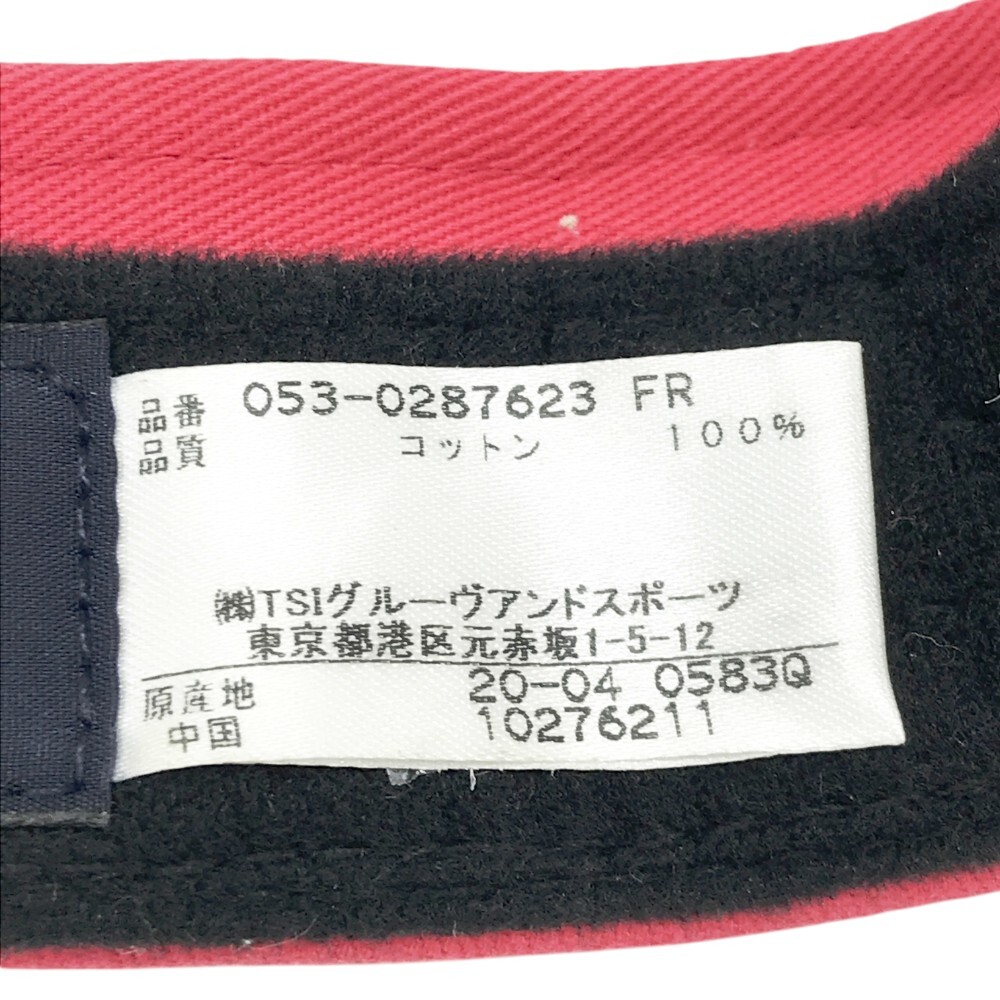 品番 053-0287623 FR
品質 コットン 100%
㈱TSIグルーヴアンドスポーツ
東京都港区元赤坂1-5-12
原産地 20-04 0583Q
中国 10276211